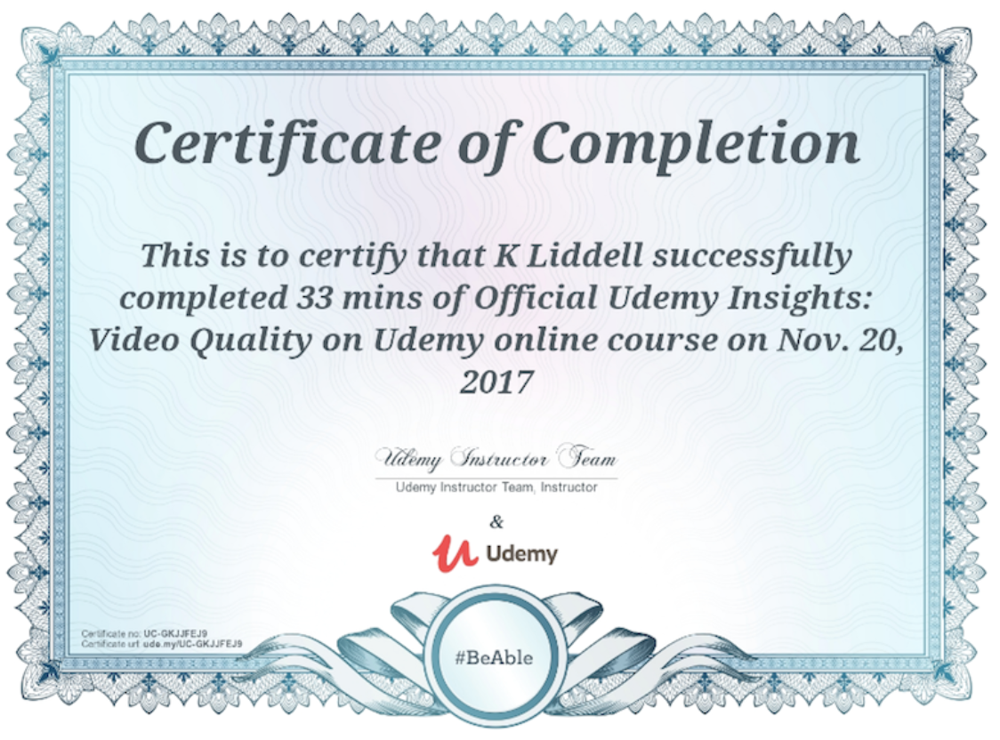 Certificate of Completion
This is to certify that K Liddell successfully
completed 33 mins of Official Udemy Insights:
Video Quality on Udemy online course on Nov. 20,
2017
Udemy Instructor Team
Udemy Instructor Team, Instructor
&
Udemy
Certificate no: UC-GKJJFEJ9
Certificate url: ude.my/UC-GKJJFEJ9
#BeAble